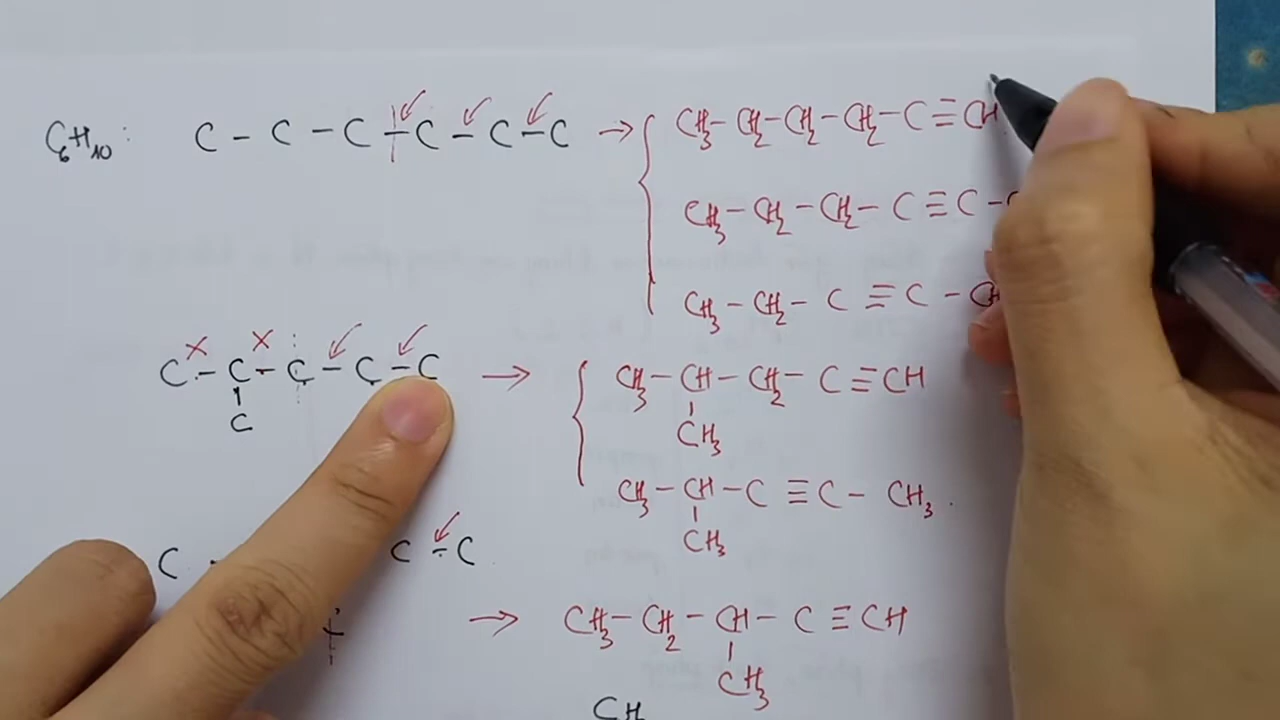 C₆H₁₀ : C - C - C - C - C - C → CH₃ - CH₂ - CH₂ - CH₂ - C ≡ CH
CH₃ - CH₂ - CH₂ - C ≡ C -
CH₃ - CH₂ - C ≡ C -
C - C - C - C - C → CH₃ - CH - CH₂ - C ≡ CH
C CH₃
CH₃ - CH - C ≡ C - CH₃.
CH₃
C - C - C
→ CH₃ - CH₂ - CH - C ≡ CH
CH₃
CH